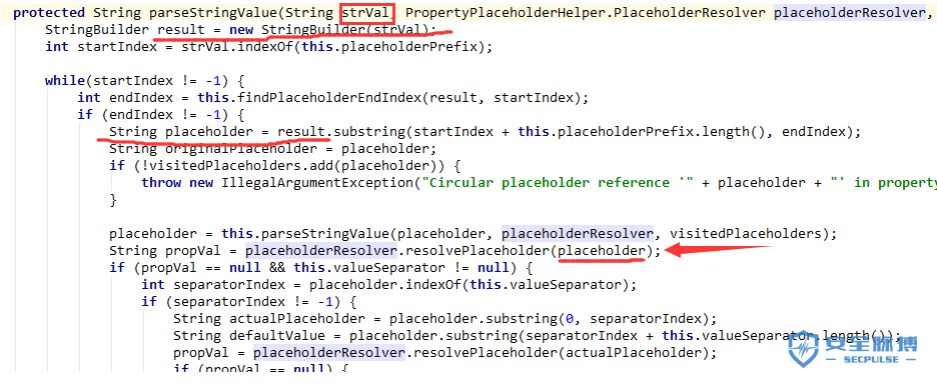 protected String parseStringValue(String strVal, PropertyPlaceholderHelper.PlaceholderResolver placeholderResolver,
    StringBuilder result = new StringBuilder(strVal);
    int startIndex = strVal.indexOf(this.placeholderPrefix);

    while(startIndex != -1) {
        int endIndex = this.findPlaceholderEndIndex(result, startIndex);
        if (endIndex != -1) {
            String placeholder = result.substring(startIndex + this.placeholderPrefix.length(), endIndex);
            String originalPlaceholder = placeholder;
            if (!visitedPlaceholders.add(placeholder)) {
                throw new IllegalArgumentException("Circular placeholder reference '" + placeholder + "' in property
            }

            placeholder = this.parseStringValue(placeholder, placeholderResolver, visitedPlaceholders);
            String propVal = placeholderResolver.resolvePlaceholder(placeholder);
            if (propVal == null && this.valueSeparator != null) {
                int separatorIndex = placeholder.indexOf(this.valueSeparator);
                if (separatorIndex != -1) {
                    String actualPlaceholder = placeholder.substring(0, separatorIndex);
                    String defaultValue = placeholder.substring(separatorIndex + this.valueSeparator.length());
                    propVal = placeholderResolver.resolvePlaceholder(actualPlaceholder);
                    if (propVal == null) {
安全脉搏
SECPULSE